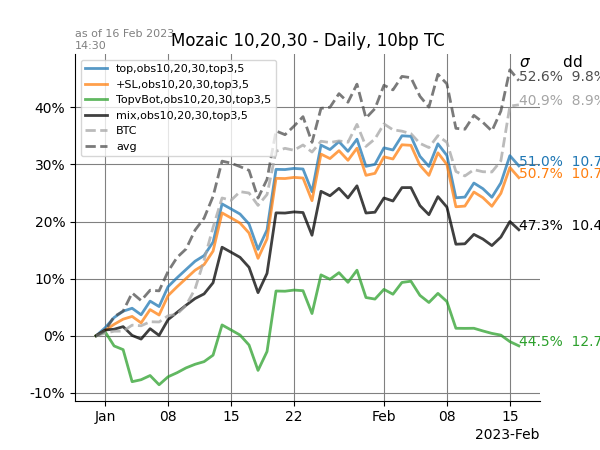 as of 16 Feb 2023
14:30
Mozaic 10,20,30 - Daily, 10bp TC
σ dd
top,obs10,20,30,top3,5
+SL,obs10,20,30,top3,5
TopvBot,obs10,20,30,top3,5
mix,obs10,20,30,top3,5
BTC
avg
52.6% 9.8%
40.9% 8.9%
51.0% 10.7
50.7% 10.7
47.3% 10.4
44.5% 12.7
40%
30%
20%
10%
0%
-10%
Jan 08 15 22 Feb 08 15
2023-Feb